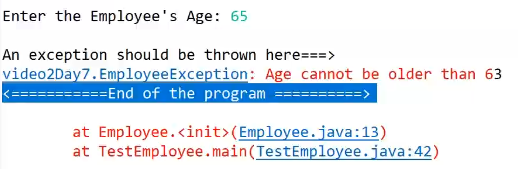 Enter the Employee's Age: 65
An exception should be thrown here===>
video2Day7.EmployeeException: Age cannot be older than 63
<===========End of the program ==========>
at Employee.<init>(Employee.java:13)
at TestEmployee.main(TestEmployee.java:42)